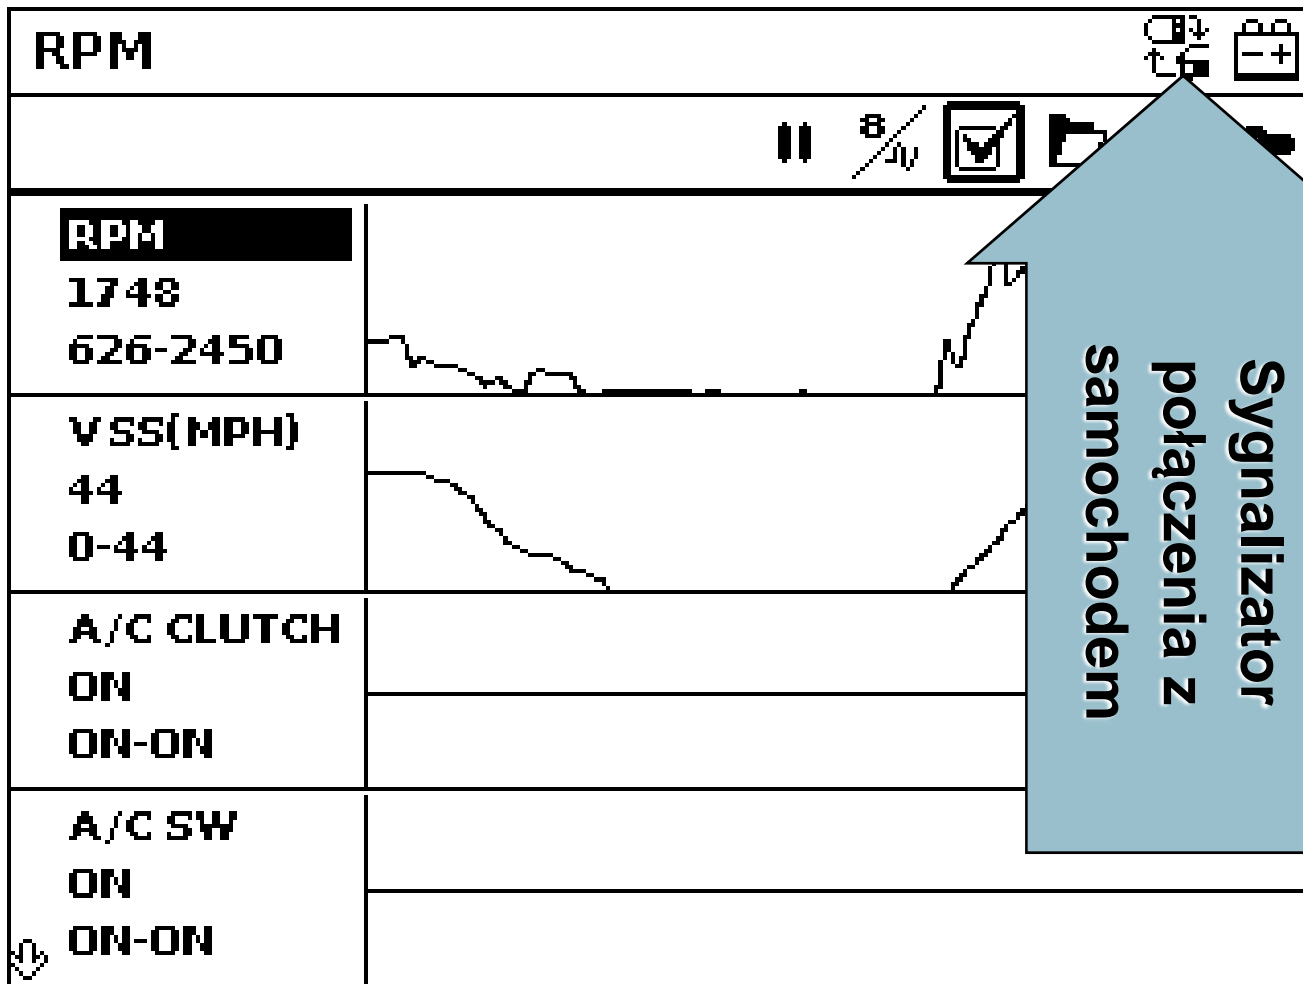 RPM
RPM
1748
626-2450
VSS(MPH)
44
0-44
A/C CLUTCH
ON
ON-ON
A/C SW
ON
ON-ON
Sygnalizator
połączenia z
samochodem